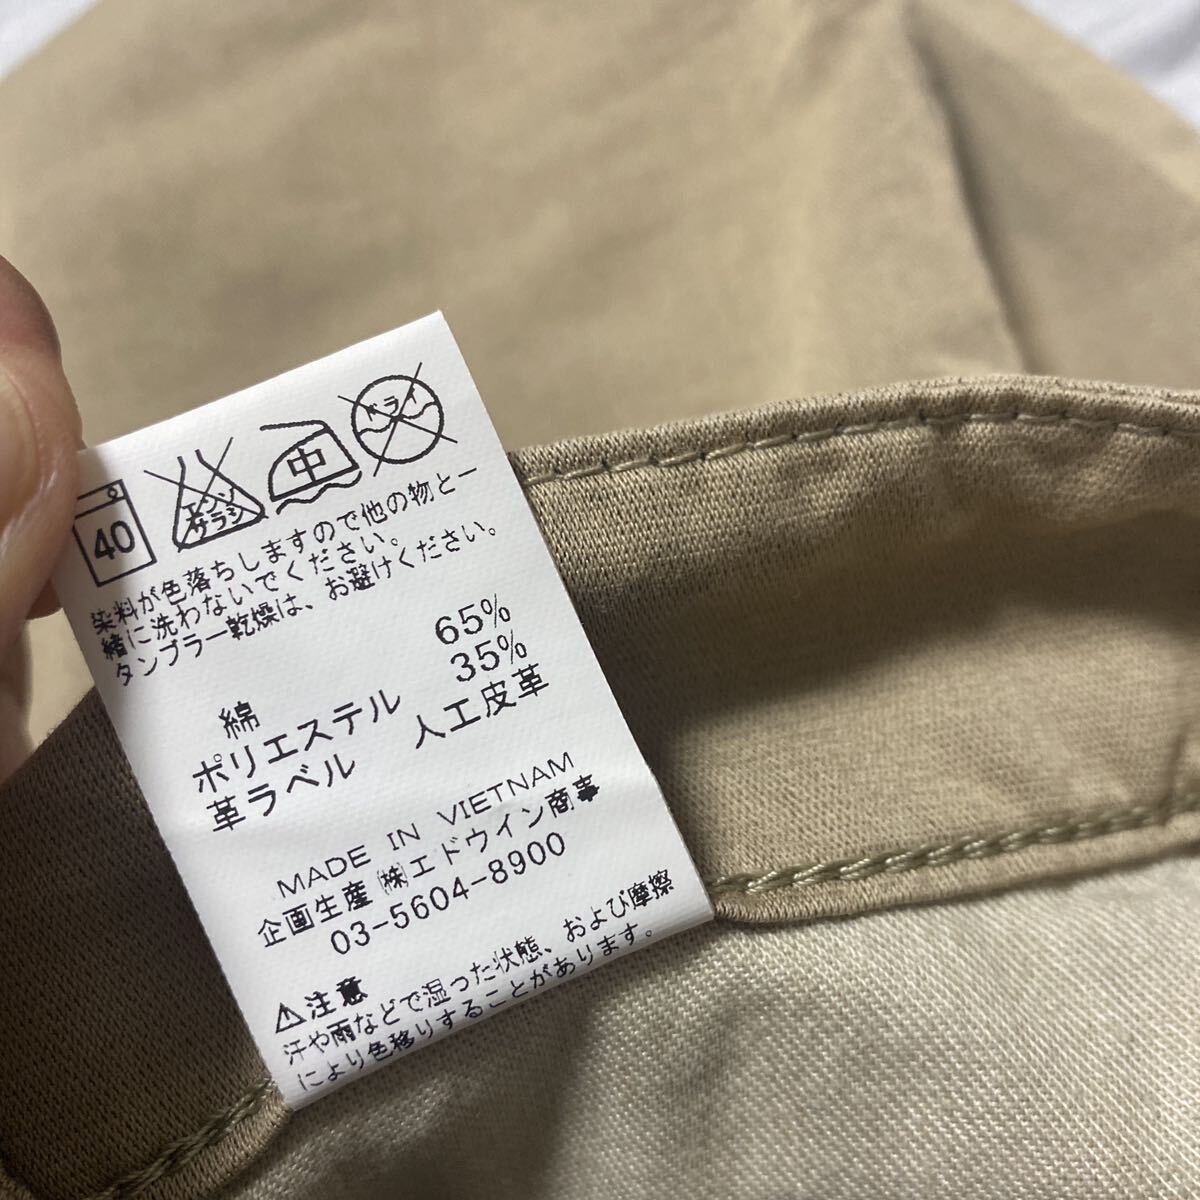 40
エンソ
サラシ
中
ドライ
染料が色落ちしますので他の物と一
緒に洗わないでください。
タンブラー乾燥は、お避けください。
綿 65%
ポリエステル 35%
革ラベル 人工皮革
MADE IN VIETNAM
企画生産 ㈱エドウイン商事
03-5604-8900
⚠注意
汗や雨などで湿った状態、および摩擦
により色移りすることがあります。